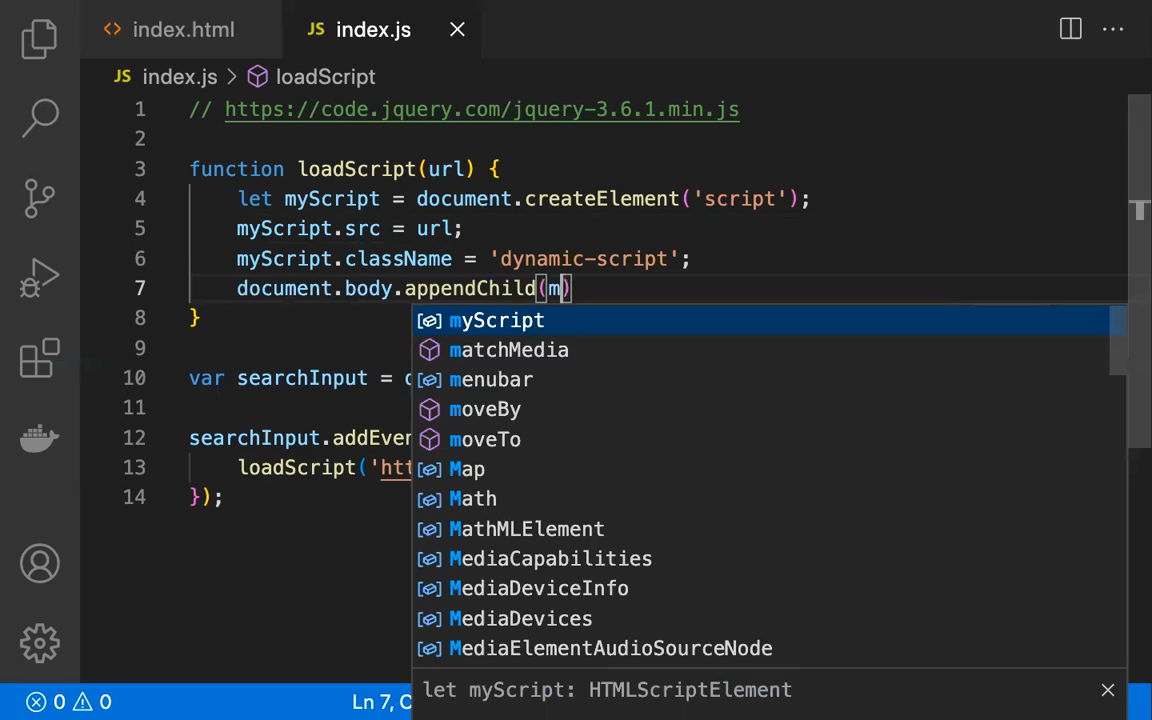 index.html JS index.js
JS index.js > loadScript
1 // https://code.jquery.com/jquery-3.6.1.min.js
2
3 function loadScript(url) {
4 let myScript = document.createElement('script');
5 myScript.src = url;
6 myScript.className = 'dynamic-script';
7 document.body.appendChild(m)
8 }
myScript
matchMedia
9
menubar
10 var searchInput =
moveBy
11
moveTo
12 searchInput.addEver
Map
13 loadScript('htt
Math
14 });
MathMLElement
MediaCapabilities
MediaDeviceInfo
MediaDevices
MediaElementAudioSourceNode
let myScript: HTMLScriptElement
0 0 Ln 7,